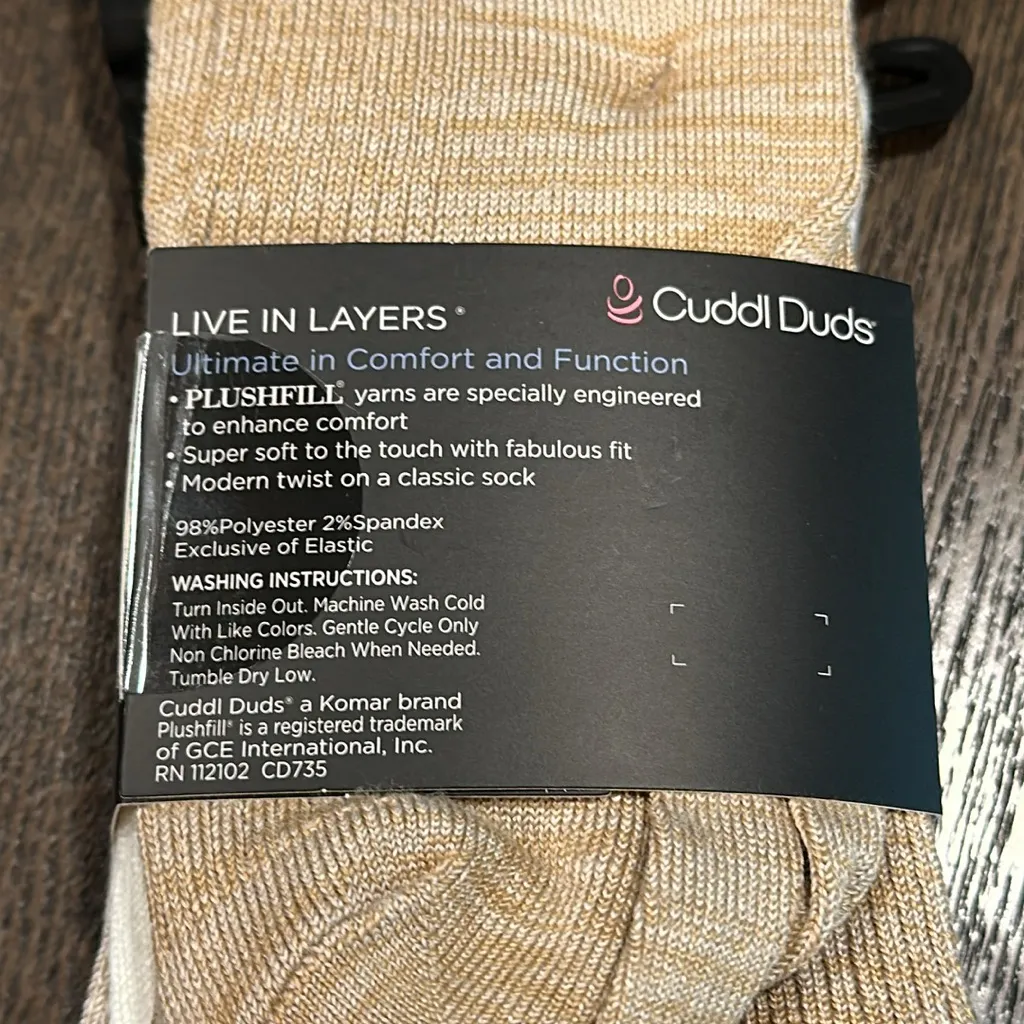 LIVE IN LAYERS®
Cuddl Duds
Ultimate in Comfort and Function
• PLUSHFILL® yarns are specially engineered
to enhance comfort
• Super soft to the touch with fabulous fit
• Modern twist on a classic sock
98%Polyester 2%Spandex
Exclusive of Elastic
WASHING INSTRUCTIONS:
Turn Inside Out. Machine Wash Cold
With Like Colors. Gentle Cycle Only
Non Chlorine Bleach When Needed.
Tumble Dry Low.
Cuddl Duds® a Komar brand
Plushfill® is a registered trademark
of GCE International, Inc.
RN 112102 CD735